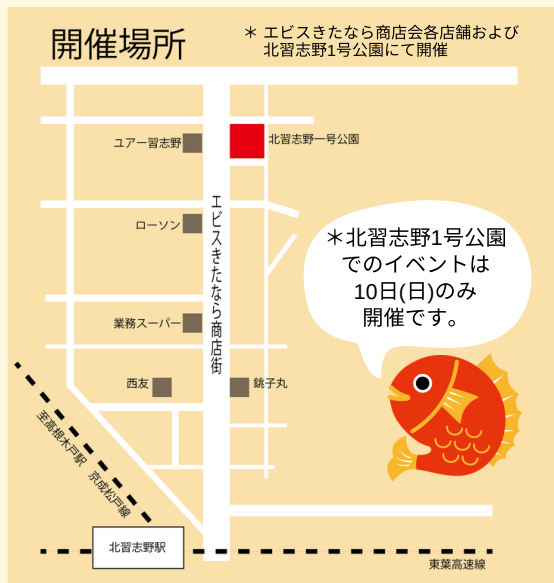 開催場所
＊ エビスきたなら商店会各店舗および
北習志野1号公園にて開催
ユアー習志野
北習志野一号公園
ローソン
エビスきたなら商店街
＊北習志野1号公園
でのイベントは
10日(日)のみ
開催です。
業務スーパー
西友
銚子丸
至高根木戸駅
京成松戸線
北習志野駅
東葉高速線